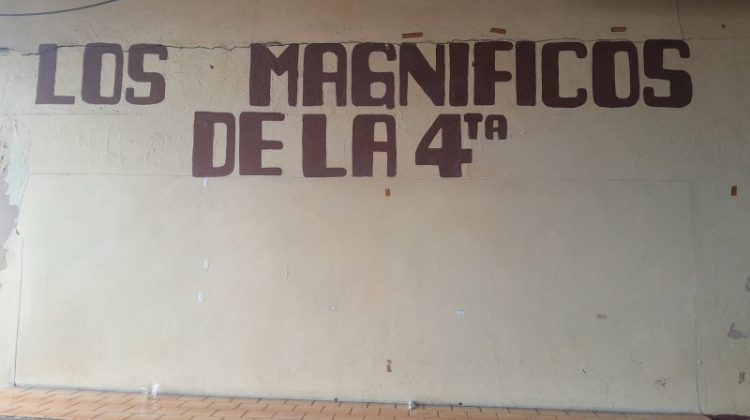 LOS MAGNIFICOS
DE LA 4TA